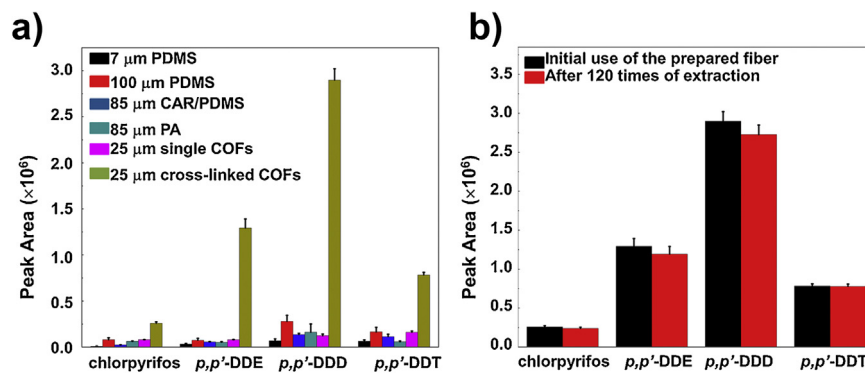 a)
7 μm PDMS
100 μm PDMS
85 μm CAR/PDMS
85 μm PA
25 μm single COFs
25 μm cross-linked COFs
Peak Area (×10⁶)
3.0
2.5
2.0
1.5
1.0
0.5
0.0
chlorpyrifos p,p'-DDE p,p'-DDD p,p'-DDT
b)
Initial use of the prepared fiber
After 120 times of extraction
Peak Area (×10⁶)
3.5
3.0
2.5
2.0
1.5
1.0
0.5
0.0
chlorpyrifos p,p'-DDE p,p'-DDD p,p'-DDT